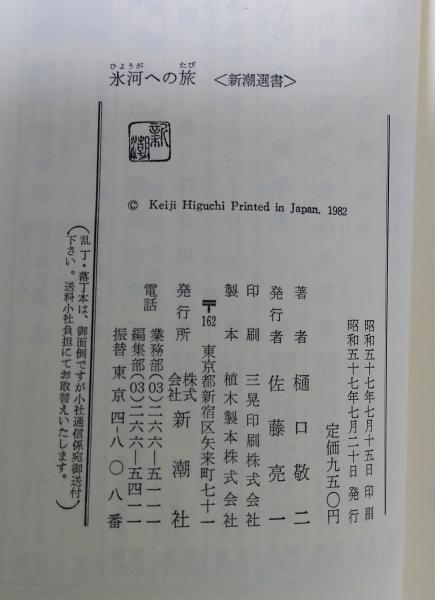 ひょうが たび
氷河への旅 〈新潮選書〉
新潮
© Keiji Higuchi Printed in Japan, 1982
昭和五十七年七月十五日 印刷
昭和五十七年七月二十日 発行
定価九五〇円
著者 樋口敬二
発行者 佐藤亮一
印刷 三晃印刷株式会社
製本 植木製本株式会社
〒162 東京都新宿区矢来町七十一
発行所 株式会社 新潮社
電話 業務部(03)二六六―五一一一
編集部(03)二六六―五四一一
振替 東京四―八〇八番
(乱丁・落丁本は、御面倒ですが小社通信係宛御送付
下さい。送料小社負担にてお取替えいたします。)